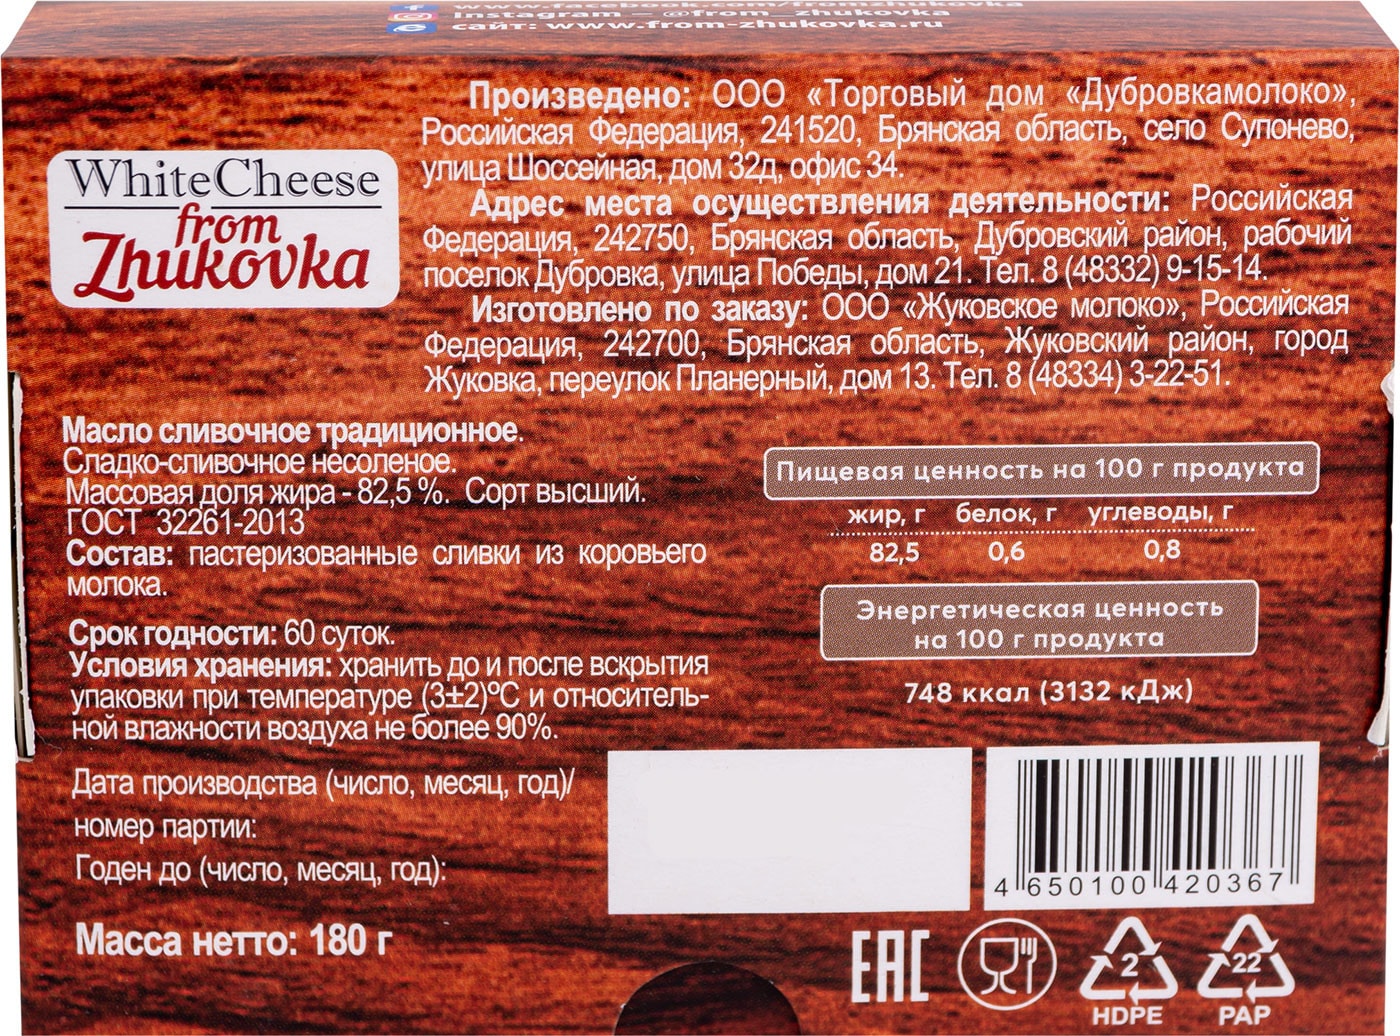 www.facebook.com/fromzhukovka
Instagram - @from_zhukovka
сайт: www.from-zhukovka.ru
Произведено: ООО «Торговый дом «Дубровкамолоко»,
Российская Федерация, 241520, Брянская область, село Супонево,
улица Шоссейная, дом 32д, офис 34.
Адрес места осуществления деятельности: Российская
Федерация, 242750, Брянская область, Дубровский район, рабочий
поселок Дубровка, улица Победы, дом 21. Тел. 8 (48332) 9-15-14.
Изготовлено по заказу: ООО «Жуковское молоко», Российская
Федерация, 242700, Брянская область, Жуковский район, город
Жуковка, переулок Планерный, дом 13. Тел. 8 (48334) 3-22-51.
WhiteCheese
from
Zhukovka
Масло сливочное традиционное.
Сладко-сливочное несоленое.
Массовая доля жира - 82,5 %. Сорт высший.
ГОСТ 32261-2013
Состав: пастеризованные сливки из коровьего
молока.
Срок годности: 60 суток.
Условия хранения: хранить до и после вскрытия
упаковки при температуре (3±2)ºС и относитель-
ной влажности воздуха не более 90%.
Пищевая ценность на 100 г продукта
жир, г белок, г углеводы, г
82,5 0,6 0,8
Энергетическая ценность
на 100 г продукта
748 ккал (3132 кДж)
Дата производства (число, месяц, год)/
номер партии:
Годен до (число, месяц, год):
Масса нетто: 180 г
4 650100 420367
EAC
2
HDPE
22
PAP